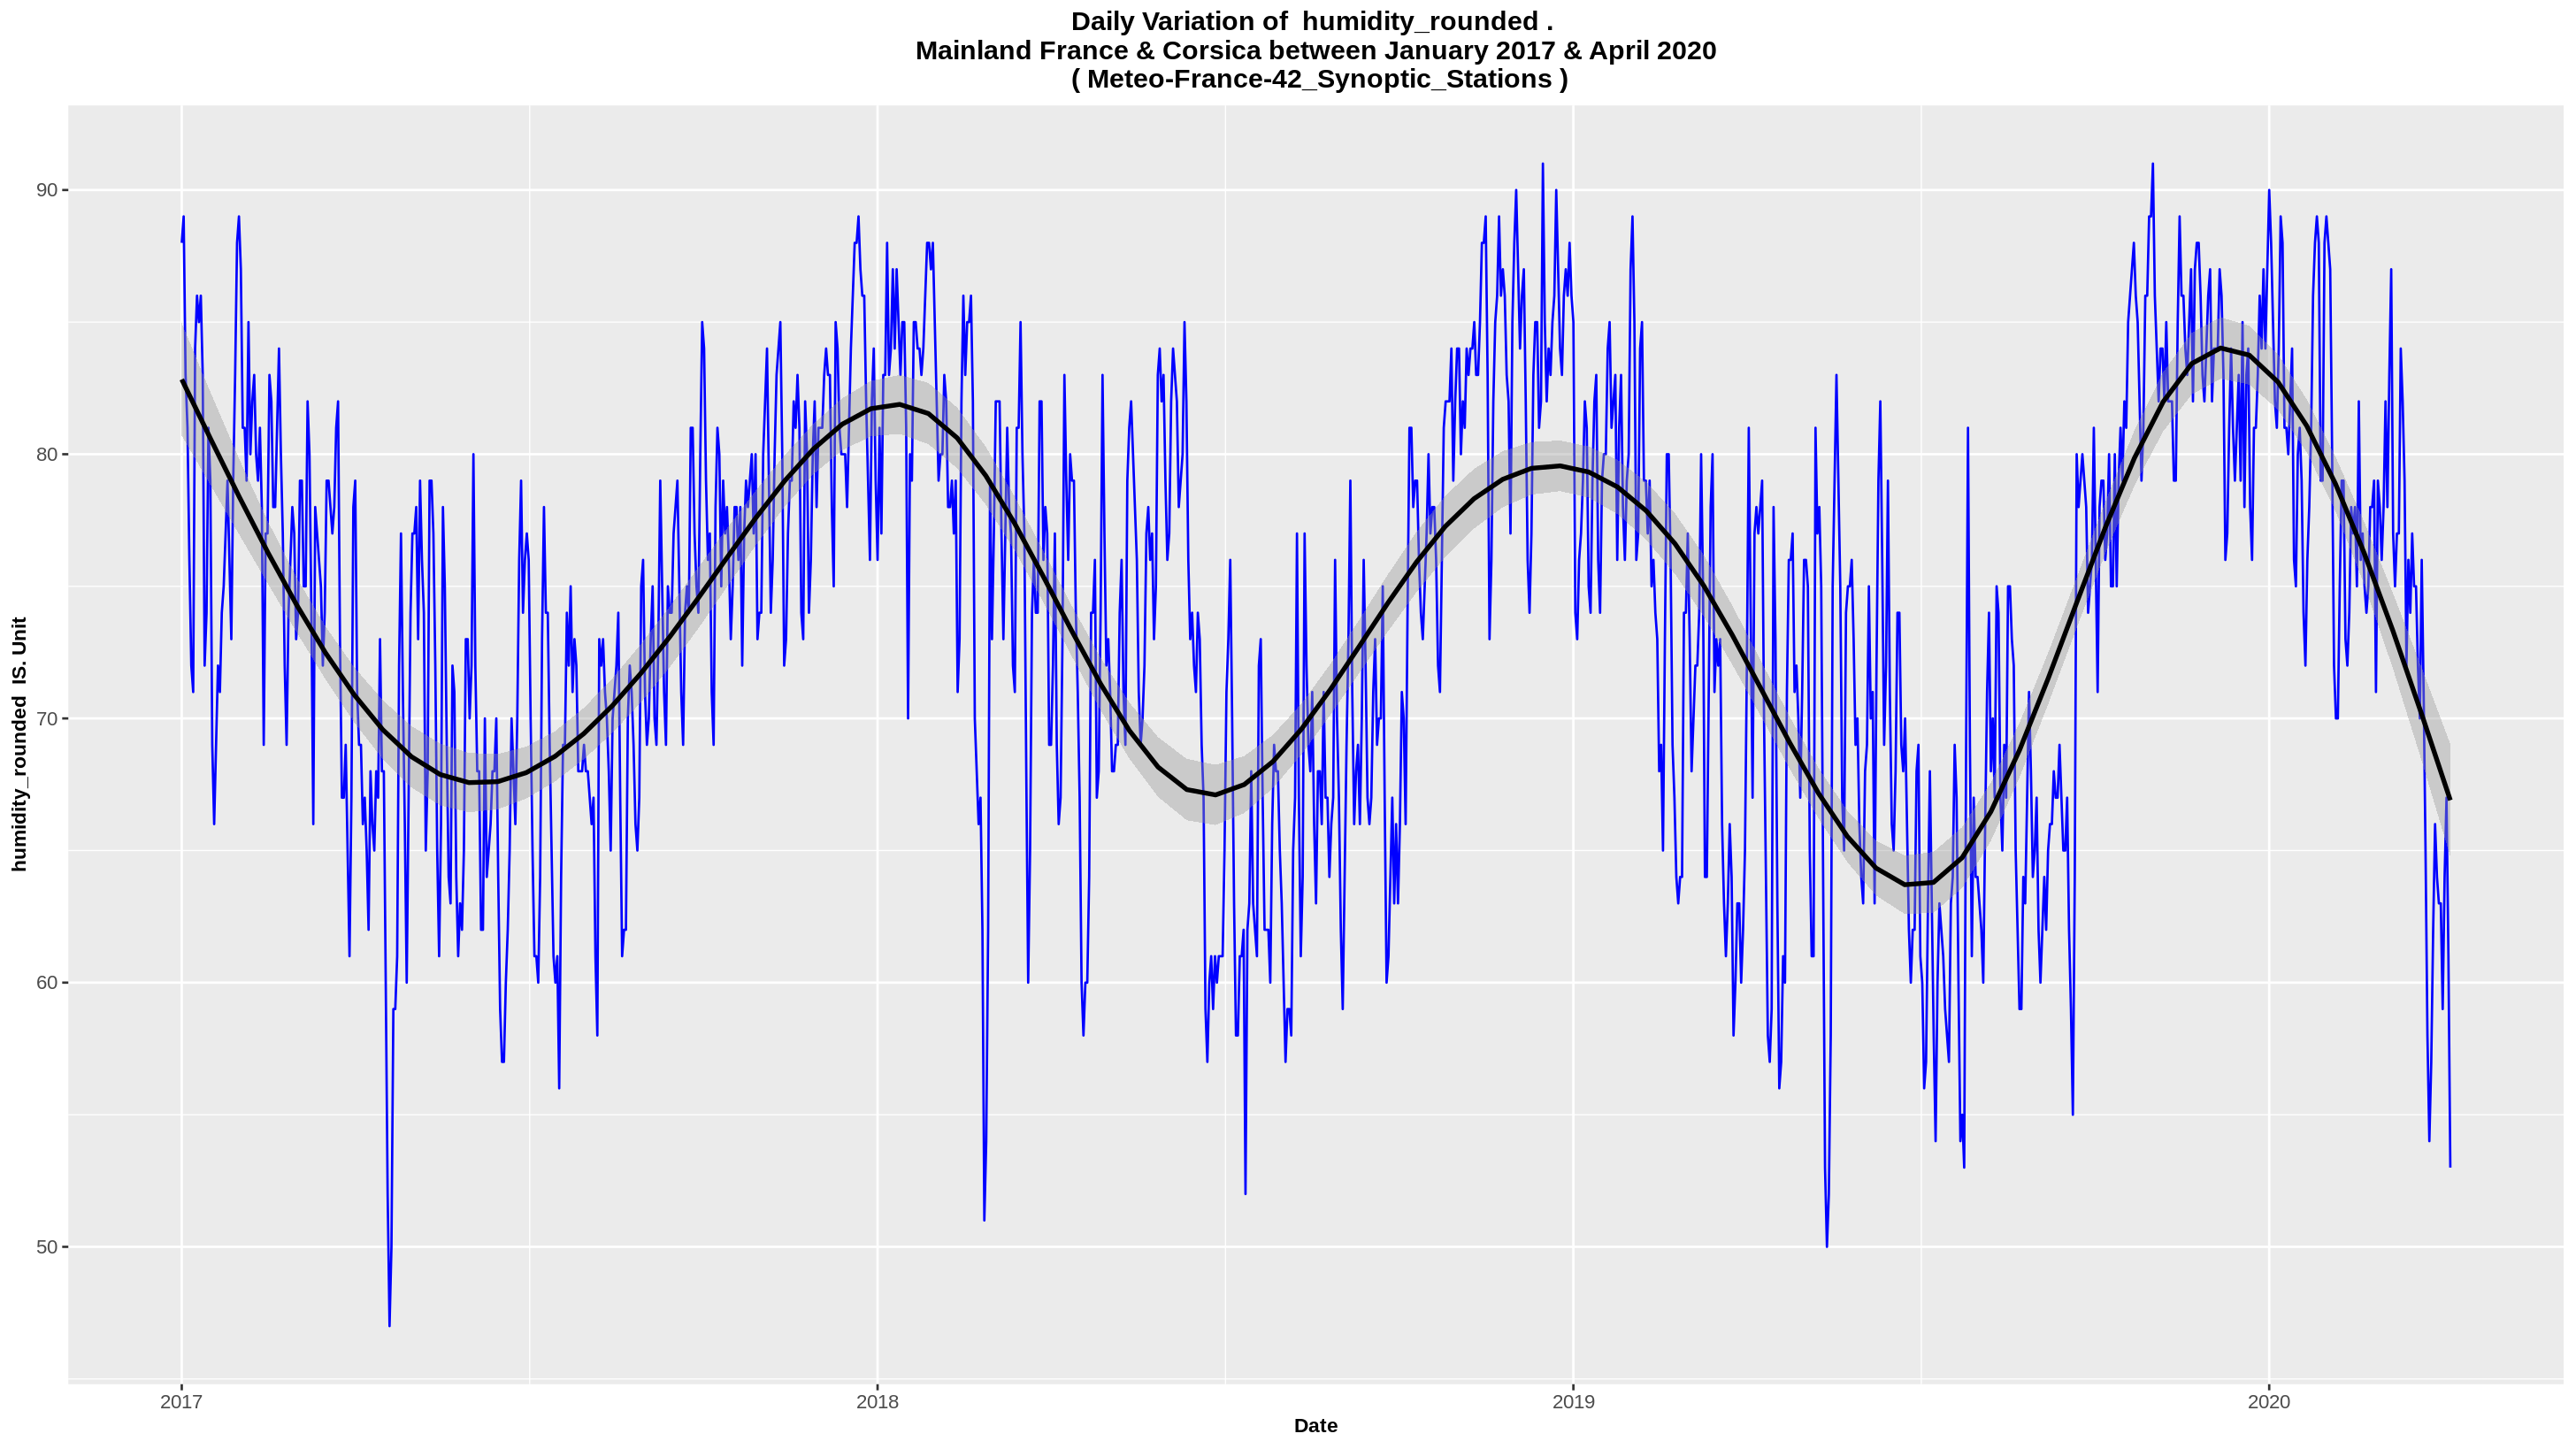 Daily Variation of  humidity_rounded .
Mainland France & Corsica between January 2017 & April 2020
( Meteo-France-42_Synoptic_Stations )
humidity_rounded  IS. Unit
90
80
70
60
50
2017
2018
2019
2020
Date